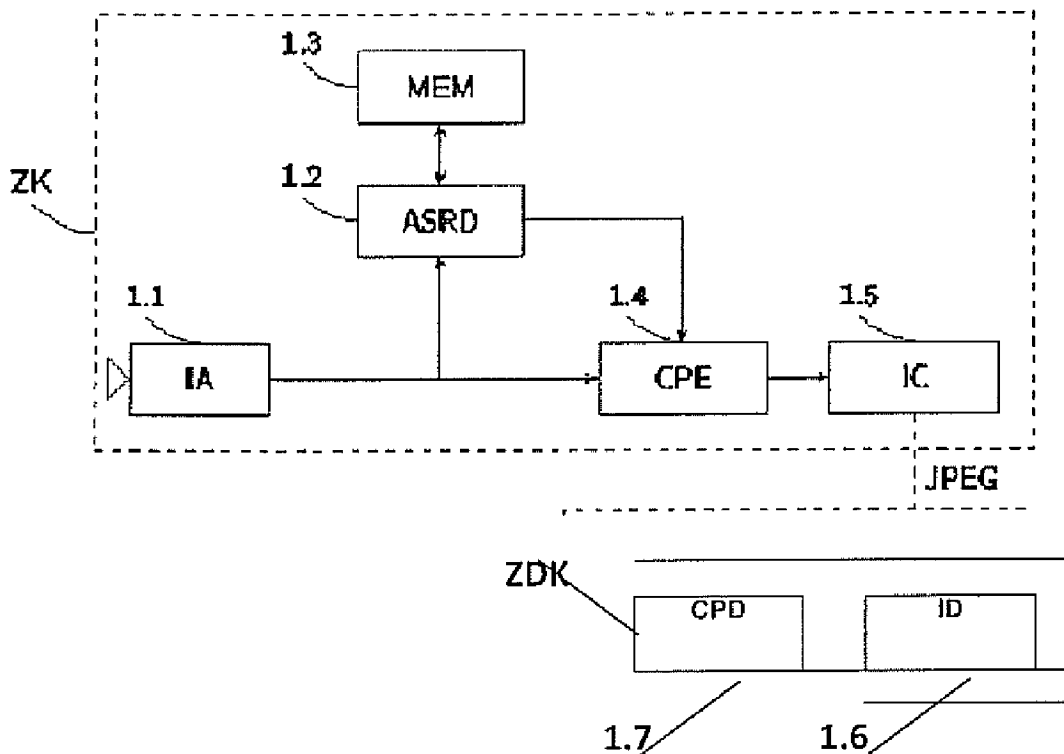 1.3
MEM
1.2
ZK
ASRD
1.1
1.4
1.5
IA
CPE
IC
JPEG
ZDK
CPD
ID
1.7
1.6